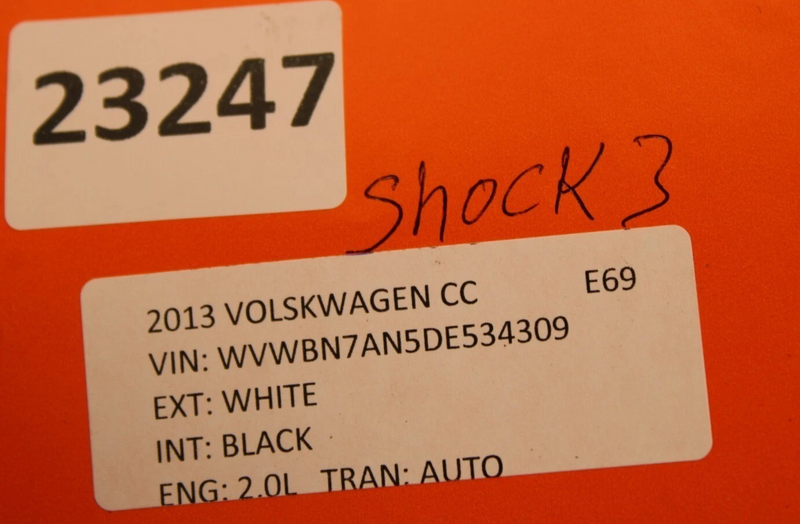 23247
Shock 3
2013 VOLSKWAGEN CC E69
VIN: WVWBN7AN5DE534309
EXT: WHITE
INT: BLACK
ENG: 2.0L TRAN: AUTO